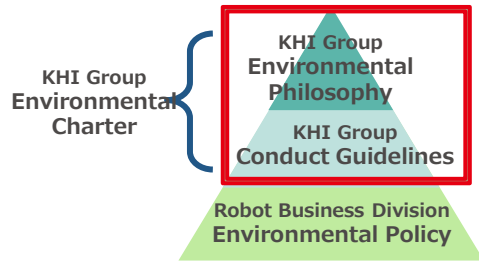 KHI Group
Environmental
Charter
KHI Group
Environmental
Philosophy
KHI Group
Conduct Guidelines
Robot Business Division
Environmental Policy